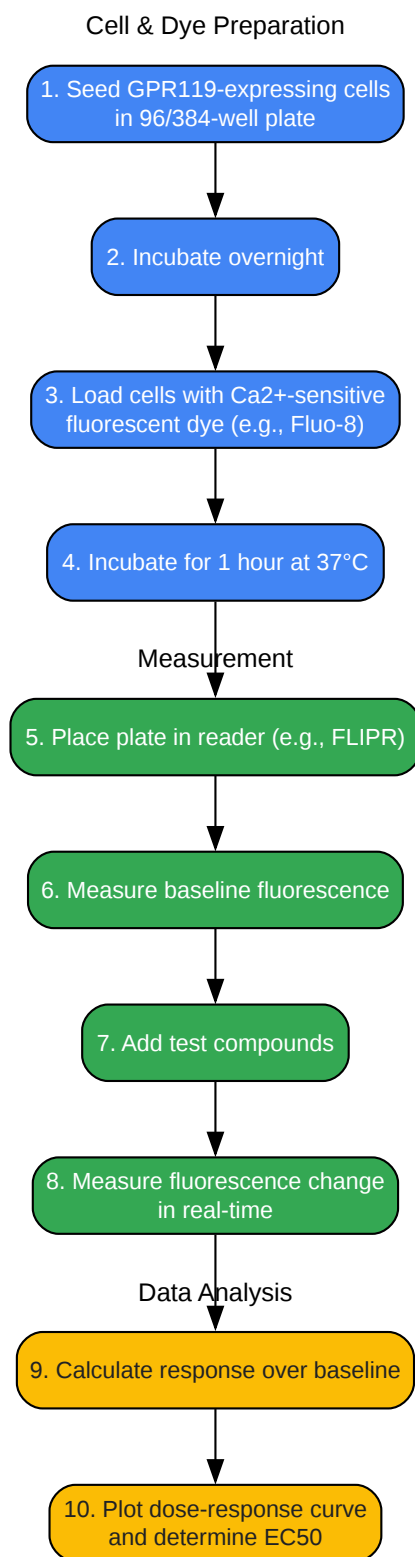 Cell & Dye Preparation
1. Seed GPR119-expressing cells
in 96/384-well plate
2. Incubate overnight
3. Load cells with Ca2+-sensitive
fluorescent dye (e.g., Fluo-8)
4. Incubate for 1 hour at 37°C
Measurement
5. Place plate in reader (e.g., FLIPR)
6. Measure baseline fluorescence
7. Add test compounds
8. Measure fluorescence change
in real-time
Data Analysis
9. Calculate response over baseline
10. Plot dose-response curve
and determine EC50